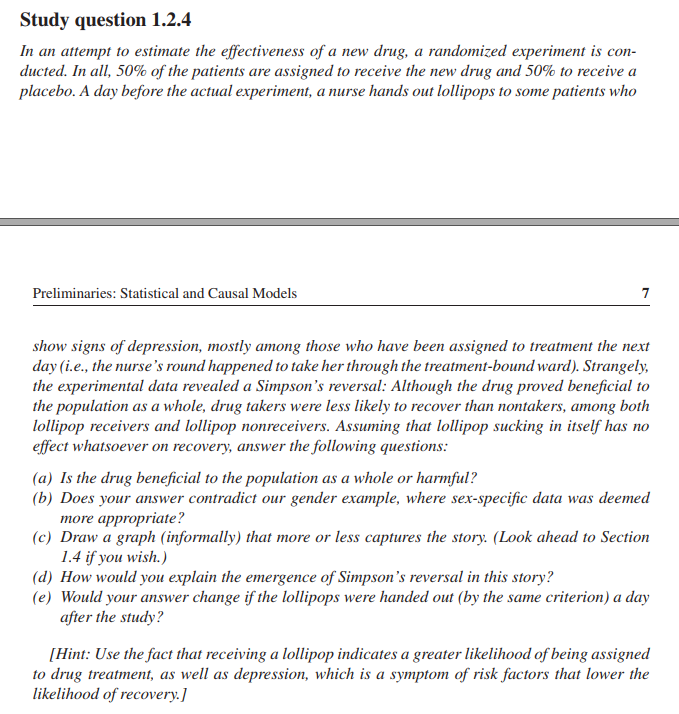 Study question 1.2.4
In an attempt to estimate the effectiveness of a new drug, a randomized experiment is con-
ducted. In all, 50% of the patients are assigned to receive the new drug and 50% to receive a
placebo. A day before the actual experiment, a nurse hands out lollipops to some patients who
Preliminaries: Statistical and Causal Models 7
show signs of depression, mostly among those who have been assigned to treatment the next
day (i.e., the nurse's round happened to take her through the treatment-bound ward). Strangely,
the experimental data revealed a Simpson's reversal: Although the drug proved beneficial to
the population as a whole, drug takers were less likely to recover than nontakers, among both
lollipop receivers and lollipop nonreceivers. Assuming that lollipop sucking in itself has no
effect whatsoever on recovery, answer the following questions:
(a) Is the drug beneficial to the population as a whole or harmful?
(b) Does your answer contradict our gender example, where sex-specific data was deemed
more appropriate?
(c) Draw a graph (informally) that more or less captures the story. (Look ahead to Section
1.4 if you wish.)
(d) How would you explain the emergence of Simpson's reversal in this story?
(e) Would your answer change if the lollipops were handed out (by the same criterion) a day
after the study?
[Hint: Use the fact that receiving a lollipop indicates a greater likelihood of being assigned
to drug treatment, as well as depression, which is a symptom of risk factors that lower the
likelihood of recovery.]